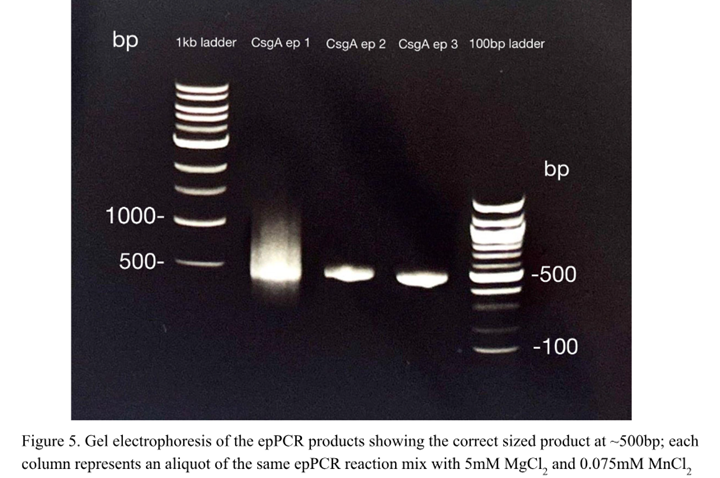 bp 1kb ladder CsgA ep 1 CsgA ep 2 CsgA ep 3 100bp ladder
bp
1000-
500-
-500
-100
Figure 5. Gel electrophoresis of the epPCR products showing the correct sized product at ~500bp; each
column represents an aliquot of the same epPCR reaction mix with 5mM MgCl₂ and 0.075mM MnCl₂